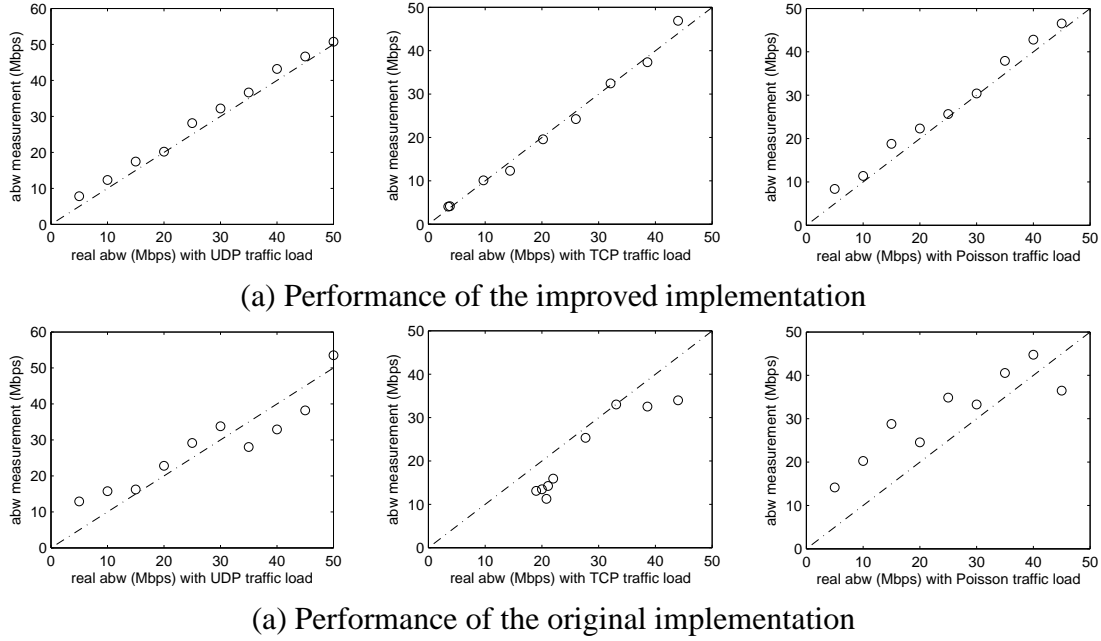 60
50
40
30
20
10
0
abw measurement (Mbps)
0 10 20 30 40 50
real abw (Mbps) with UDP traffic load
50
40
30
20
10
0
abw measurement (Mbps)
0 10 20 30 40 50
real abw (Mbps) with TCP traffic load
50
40
30
20
10
0
abw measurement (Mbps)
0 10 20 30 40 50
real abw (Mbps) with Poisson traffic load
(a) Performance of the improved implementation
60
50
40
30
20
10
0
abw measurement (Mbps)
0 10 20 30 40 50
real abw (Mbps) with UDP traffic load
50
40
30
20
10
0
abw measurement (Mbps)
0 10 20 30 40 50
real abw (Mbps) with TCP traffic load
50
40
30
20
10
0
abw measurement (Mbps)
0 10 20 30 40 50
real abw (Mbps) with Poisson traffic load
(a) Performance of the original implementation